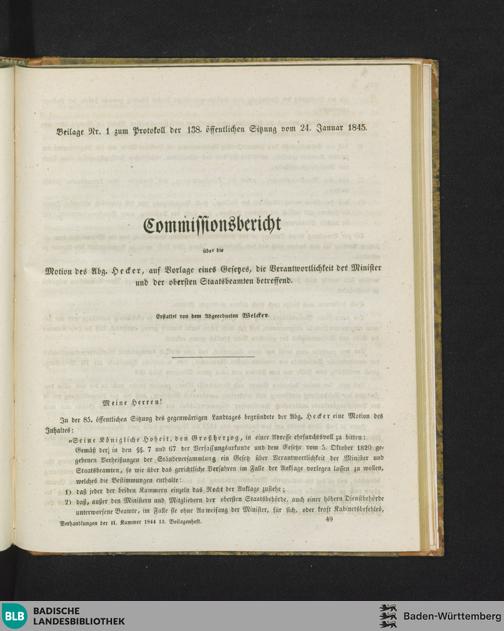 Beilage Nr. 1 zum Protokoll der 138. öffentlichen Sitzung vom 24. Januar 1845.
Commissionsbericht
über die
Motion des Abg. Hecker, auf Vorlage eines Gesetzes, die Verantwortlichkeit der Minister
und der obersten Staatsbeamten betreffend.
Erstattet von dem Abgeordneten Welcker.
Meine Herren!
In der 85. öffentlichen Sitzung des gegenwärtigen Landtages begründete der Abg. Hecker eine Motion des
Inhaltes:
»Seine Königliche Hoheit, den Großherzog, in einer Adresse ehrfurchtsvoll zu bitten:
Gemäß der, in den §§. 7 und 67 der Verfassungsurkunde und dem Gesetze vom 5. Oktober 1820 ge-
gebenen Verheißungen der Ständeversammlung ein Gesetz über Verantwortlichkeit der Minister und
Staatsbeamten, so wie über das gerichtliche Verfahren im Falle der Anklage vorlegen lassen zu wollen,
welches die Bestimmungen enthalte:
1) daß jeder der beiden Kammern einzeln das Recht der Anklage zustehe;
2) daß, außer den Ministern und Mitgliedern der obersten Staatsbehörde, auch einer höhern Dienstbehörde
unterworfene Beamte, im Falle sie ohne Anweisung der Minister, für sich, oder kraft Kabinetsbefehles,
Verhandlungen der II. Kammer 1844 13. Beilagenheft.
49
BLB
BADISCHE
LANDESBIBLIOTHEK
Baden-Württemberg